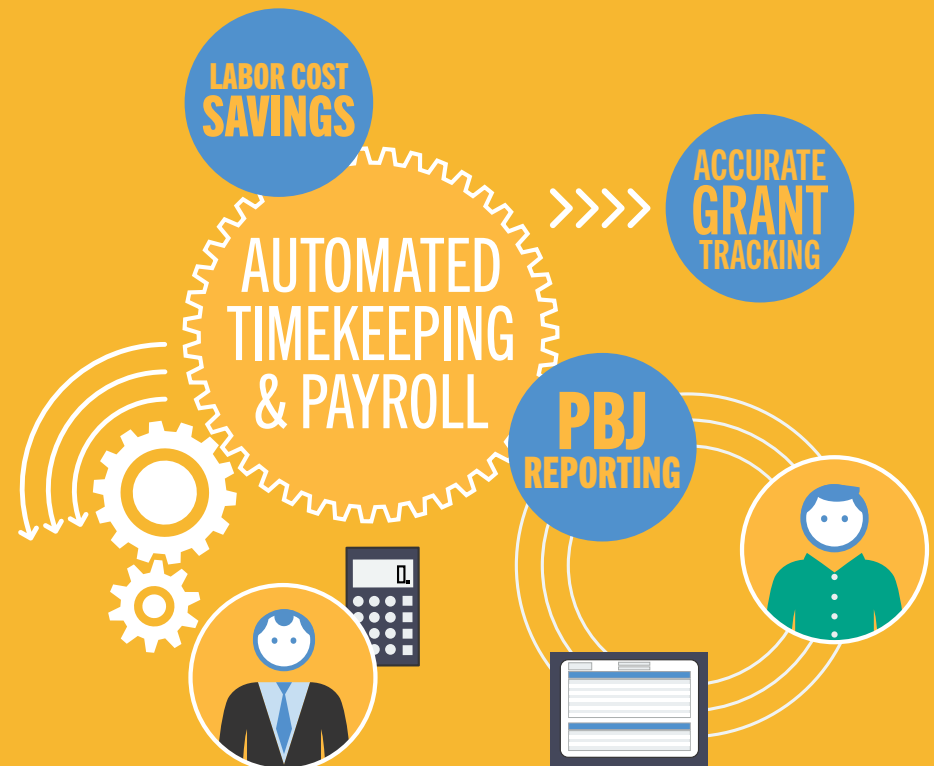 LABOR COST
SAVINGS
ACCURATE
GRANT
TRACKING
AUTOMATED
TIMEKEEPING
& PAYROLL
PBJ
REPORTING
0.